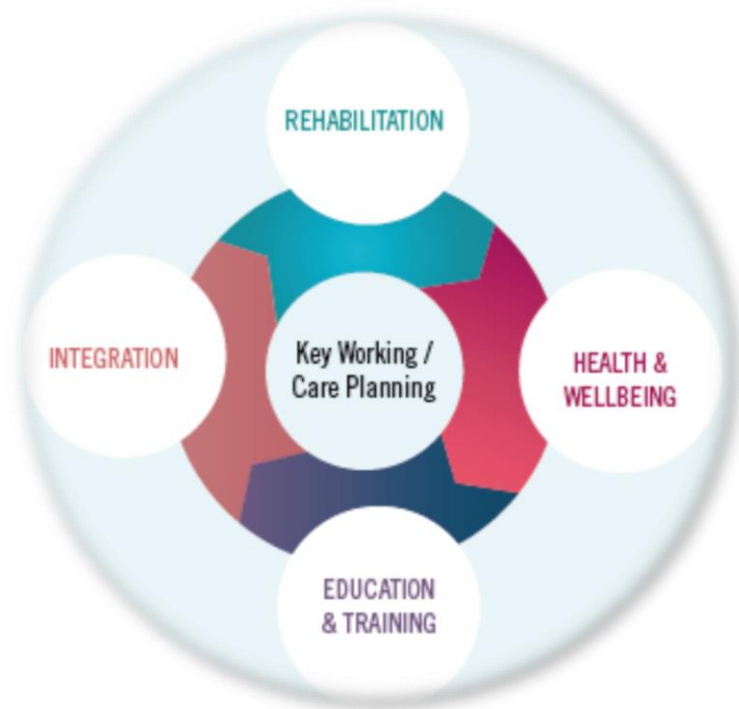 REHABILITATION
INTEGRATION
Key Working /
Care Planning
HEALTH &
WELLBEING
EDUCATION
& TRAINING